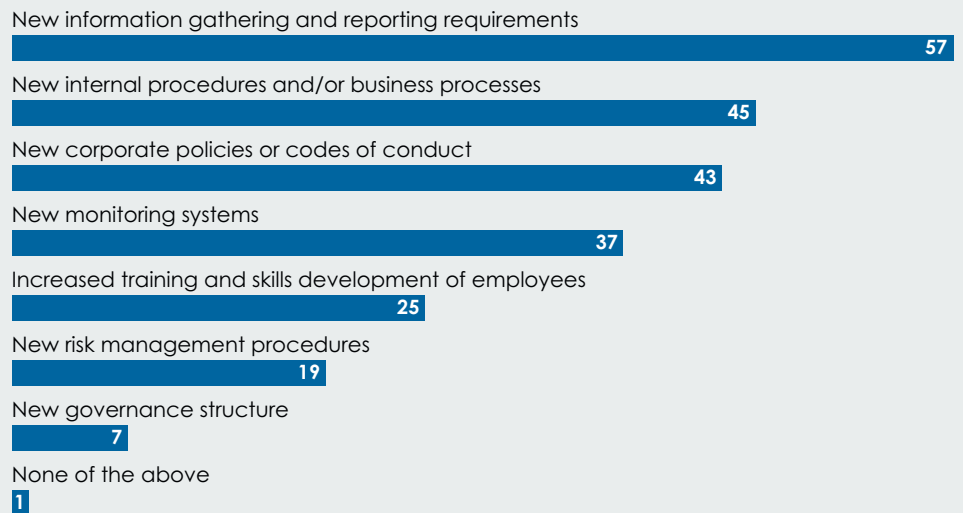 New information gathering and reporting requirements
57
New internal procedures and/or business processes
45
New corporate policies or codes of conduct
43
New monitoring systems
37
Increased training and skills development of employees
25
New risk management procedures
19
New governance structure
7
None of the above
1